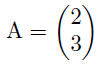 A = (2
3)